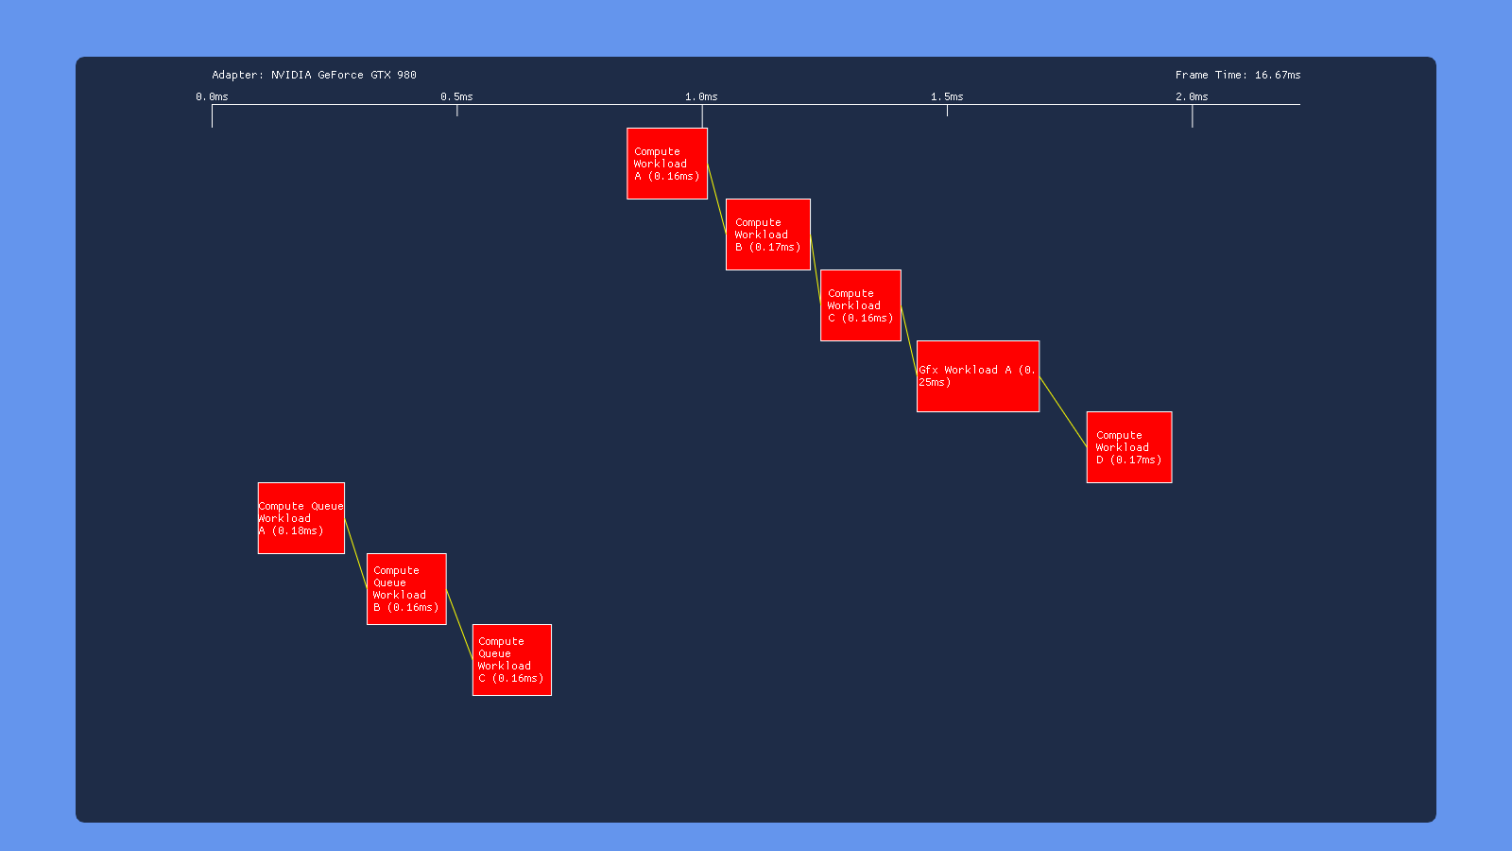 Adapter: NVIDIA GeForce GTX 980
Frame Time: 16.67ms
0.0ms
0.5ms
1.0ms
1.5ms
2.0ms
Compute
Workload
A (0.16ms)
Compute
Workload
B (0.17ms)
Compute
Workload
C (0.16ms)
Gfx Workload A (0.
25ms)
Compute
Workload
D (0.17ms)
Compute Queue
Workload
A (0.18ms)
Compute
Queue
Workload
B (0.16ms)
Compute
Queue
Workload
C (0.16ms)